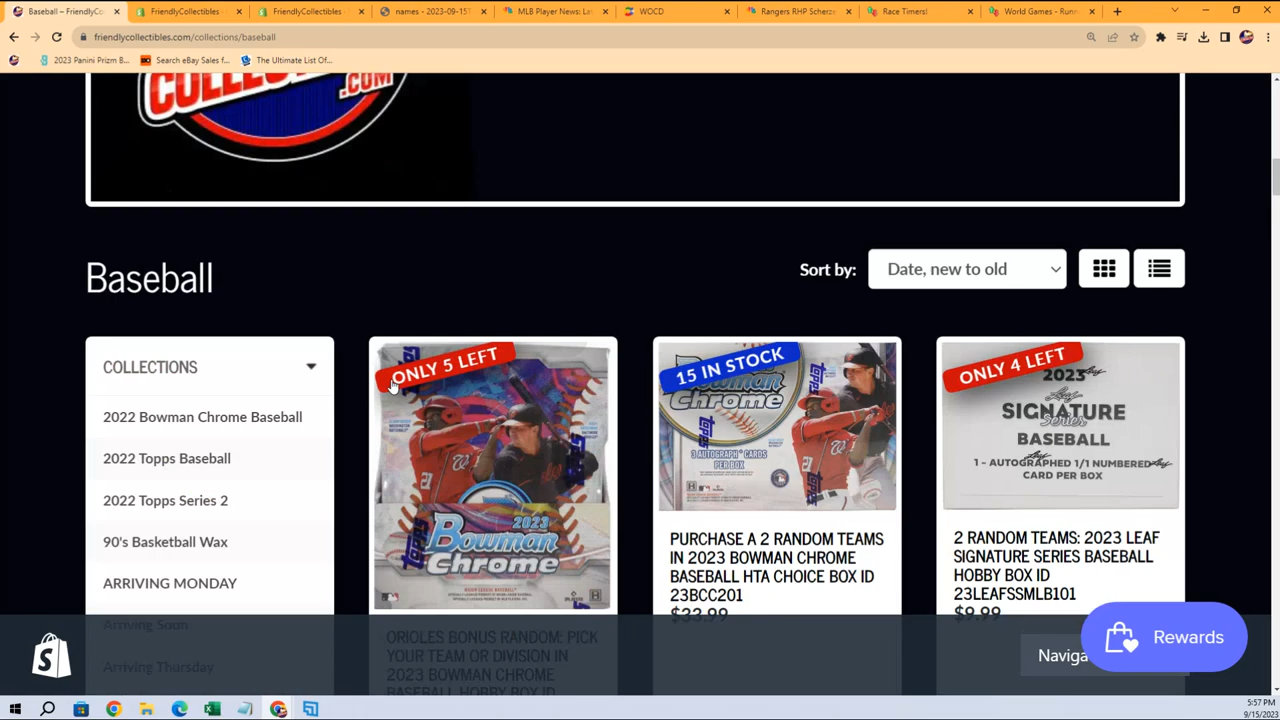 Baseball – FriendlyCo
FriendlyCollectibles -
FriendlyCollectibles -
names - 2023-09-15T
MLB Player News: La
WOCD
Rangers RHP Scherze
Race Timers!
World Games - Runn
friendlycollectibles.com/collections/baseball
2023 Panini Prizm B...
Search eBay Sales f...
The Ultimate List Of...
COLLEC
.COM
Baseball
Sort by:
Date, new to old
COLLECTIONS
2022 Bowman Chrome Baseball
2022 Topps Baseball
2022 Topps Series 2
90's Basketball Wax
ARRIVING MONDAY
Arriving Soon
Arriving Thursday
ONLY 5 LEFT
2023
Bowman
Chrome
ORIOLES BONUS RANDOM: PICK
YOUR TEAM OR DIVISION IN
2023 BOWMAN CHROME
BASEBALL HOBBY BOX ID
15 IN STOCK
Bowman
Chrome
topps
3 AUTOGRAPH CARDS
PER BOX
PURCHASE A 2 RANDOM TEAMS
IN 2023 BOWMAN CHROME
BASEBALL HTA CHOICE BOX ID
23BCC201
$33.99
ONLY 4 LEFT
2023
SIGNATURE
Series
BASEBALL
1 - AUTOGRAPHED 1/1 NUMBERED
CARD PER BOX
2 RANDOM TEAMS: 2023 LEAF
SIGNATURE SERIES BASEBALL
HOBBY BOX ID
23LEAFSSMLB101
$9.99
Naviga
Rewards
5:57 PM
9/15/2023